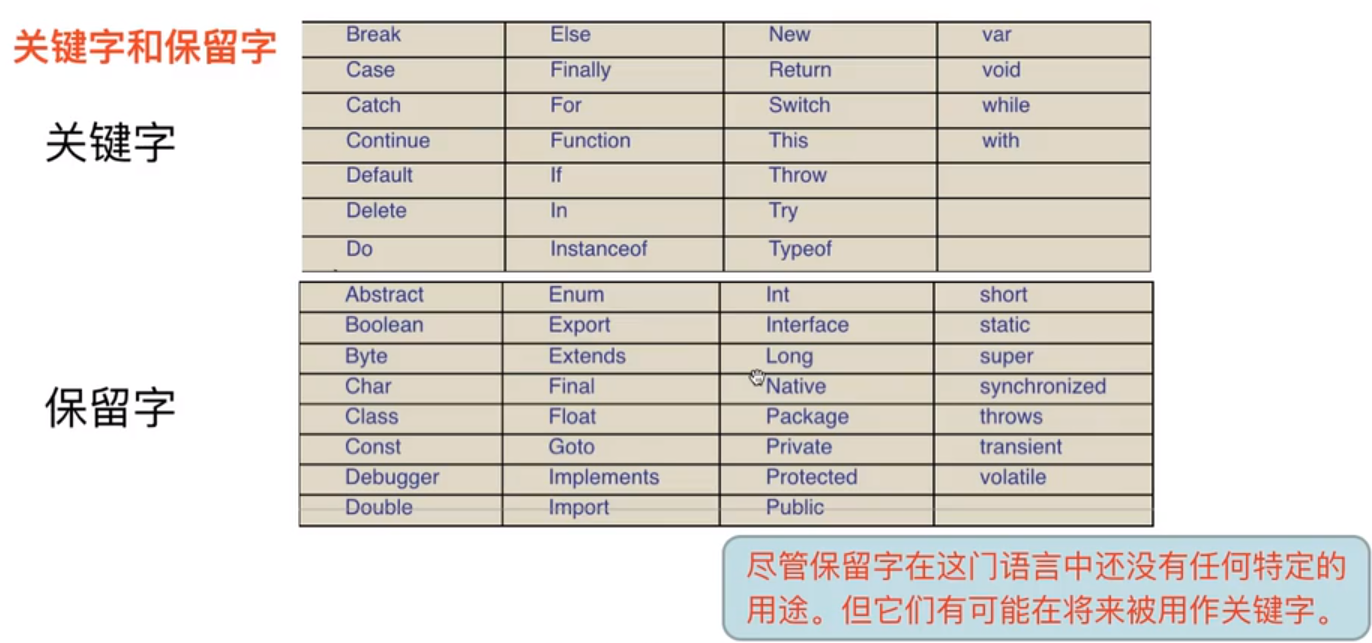 关键字和保留字
关键字
Break Else New var
Case Finally Return void
Catch For Switch while
Continue Function This with
Default If Throw
Delete In Try
Do Instanceof Typeof
保留字
Abstract Enum Int short
Boolean Export Interface static
Byte Extends Long super
Char Final Native synchronized
Class Float Package throws
Const Goto Private transient
Debugger Implements Protected volatile
Double Import Public
尽管保留字在这门语言中还没有任何特定的
用途。但它们有可能在将来被用作关键字。